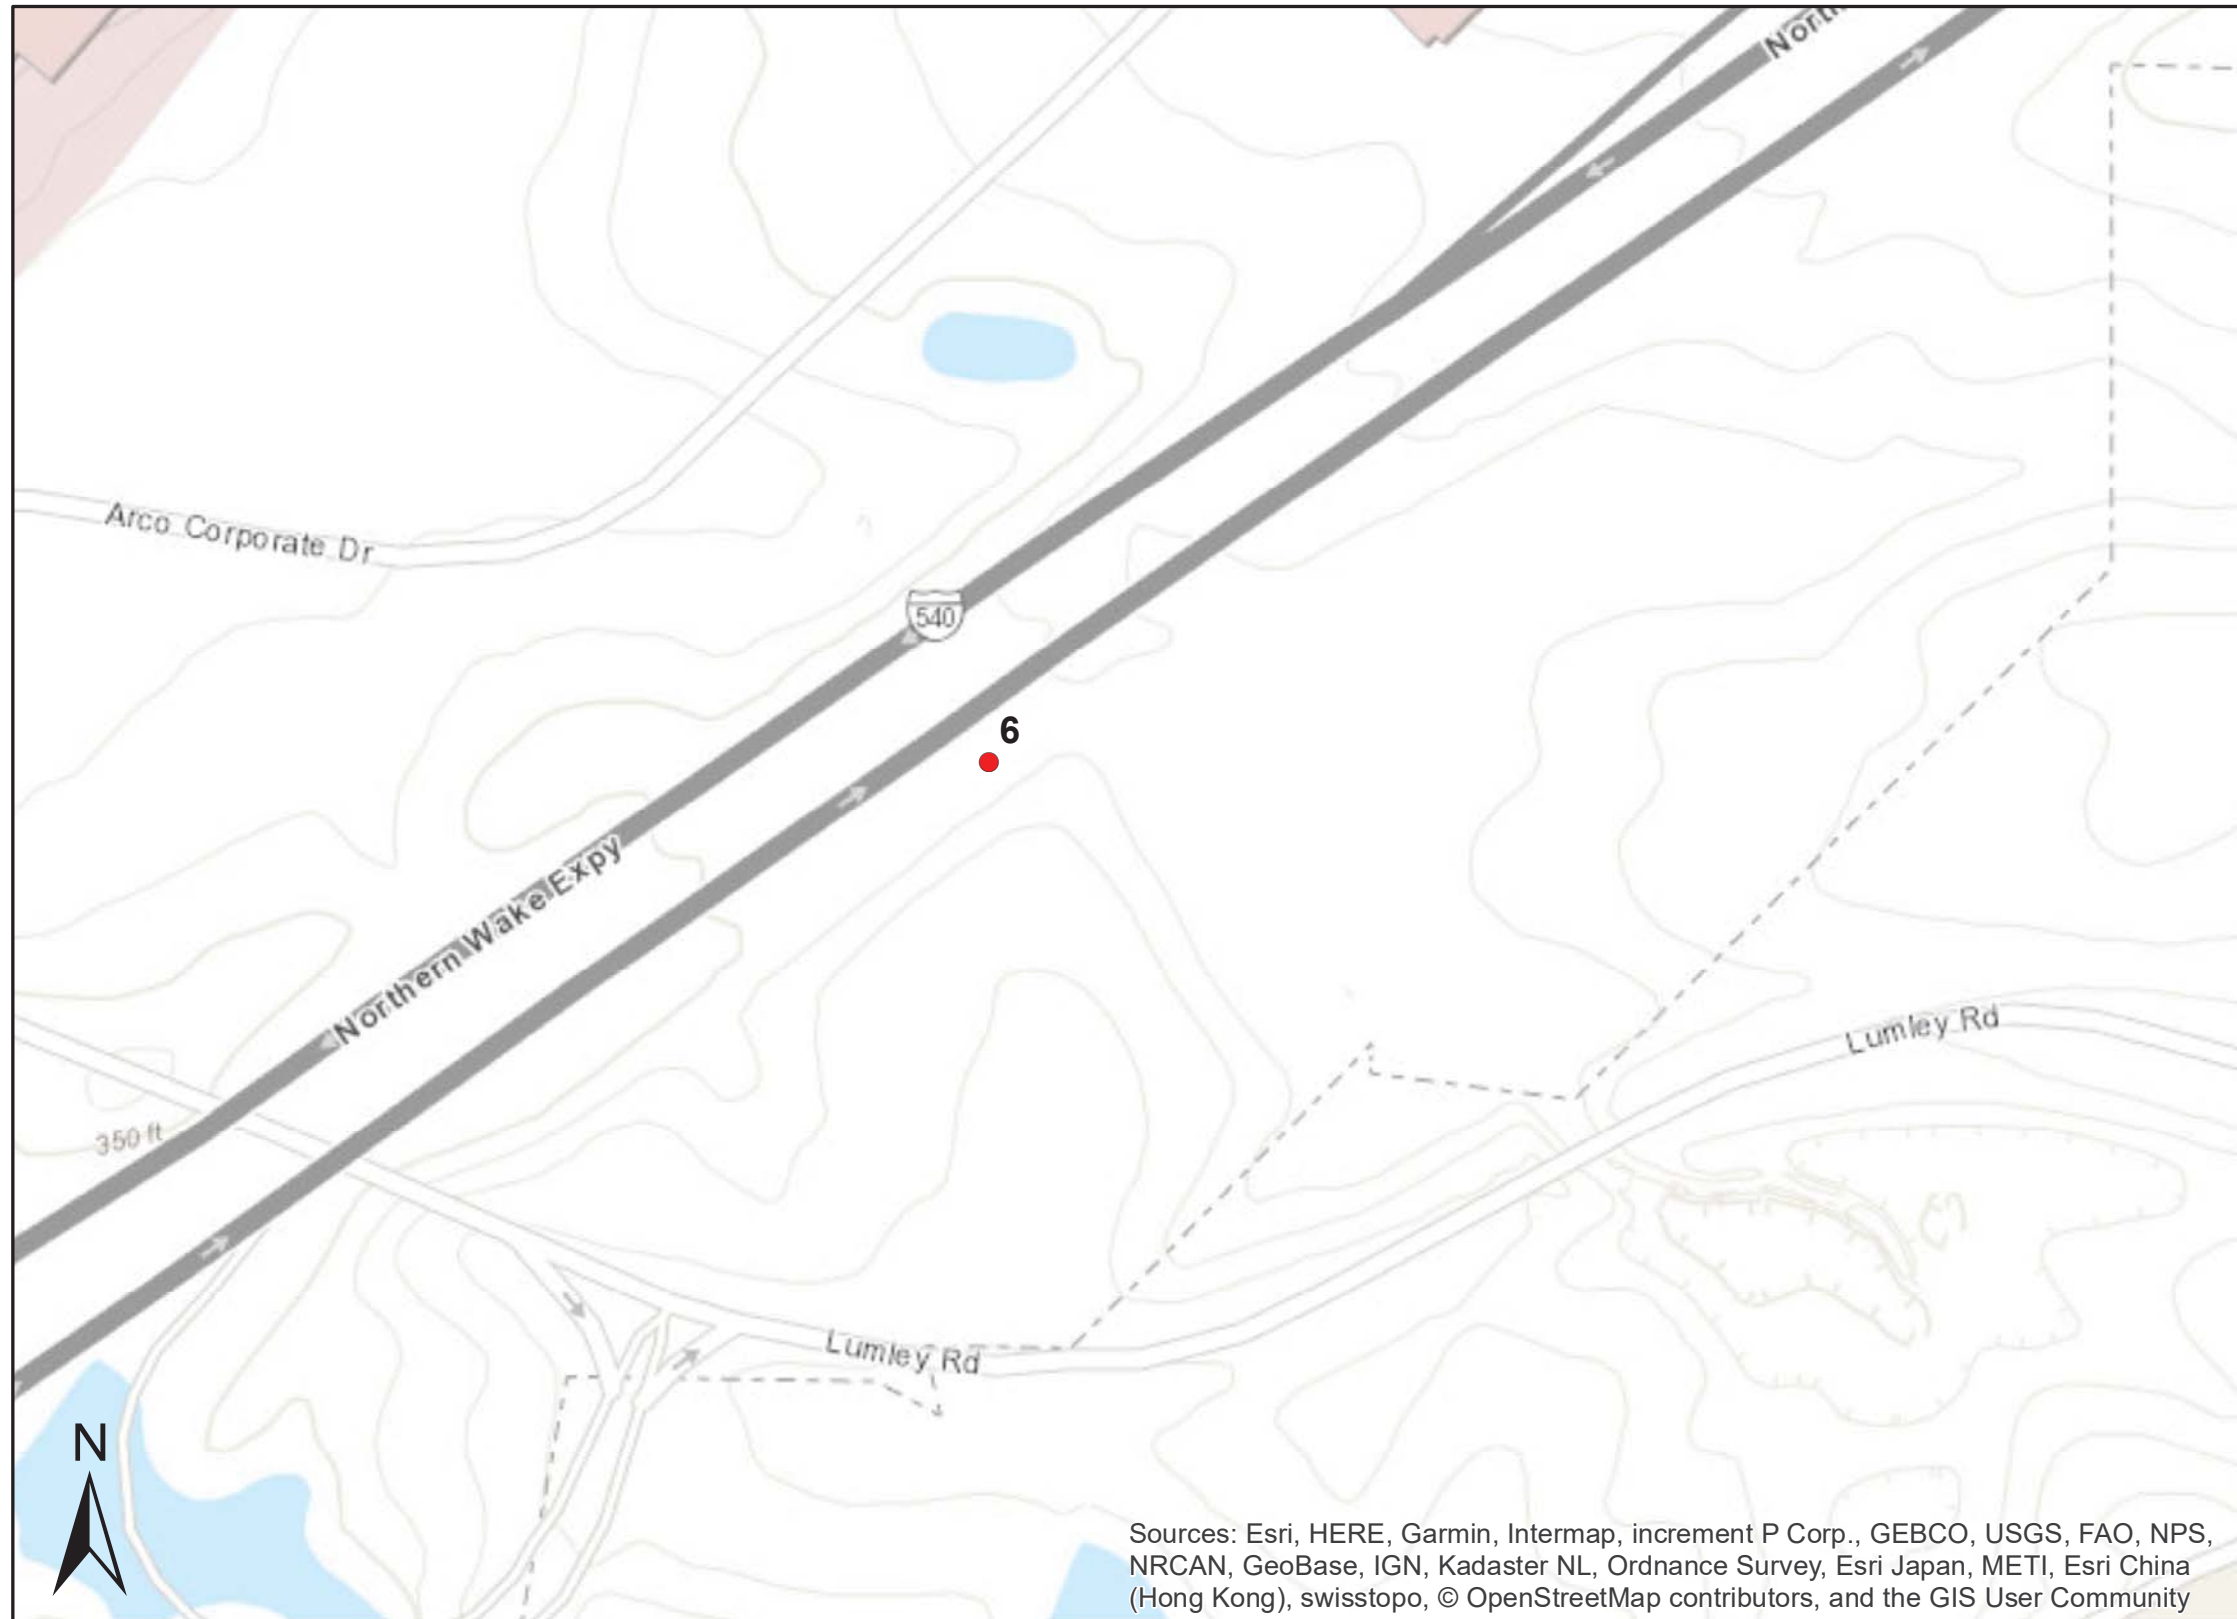 North
Arco Corporate Dr
540
6
Northern Wake Expy
Lumley Rd
350 ft
Lumley Rd
N
Sources: Esri, HERE, Garmin, Intermap, increment P Corp., GEBCO, USGS, FAO, NPS,
NRCAN, GeoBase, IGN, Kadaster NL, Ordnance Survey, Esri Japan, METI, Esri China
(Hong Kong), swisstopo, © OpenStreetMap contributors, and the GIS User Community